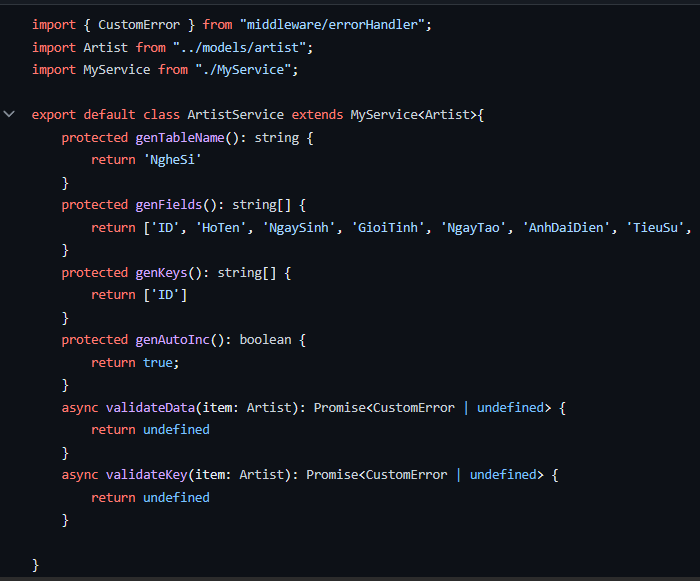 import { CustomError } from "middleware/errorHandler";
import Artist from "../models/artist";
import MyService from "./MyService";
export default class ArtistService extends MyService<Artist>{
protected genTableName(): string {
return 'NgheSi'
}
protected genFields(): string[] {
return ['ID', 'HoTen', 'NgaySinh', 'GioiTinh', 'NgayTao', 'AnhDaiDien', 'TieuSu',
}
protected genKeys(): string[] {
return ['ID']
}
protected genAutoInc(): boolean {
return true;
}
async validateData(item: Artist): Promise<CustomError | undefined> {
return undefined
}
async validateKey(item: Artist): Promise<CustomError | undefined> {
return undefined
}
}